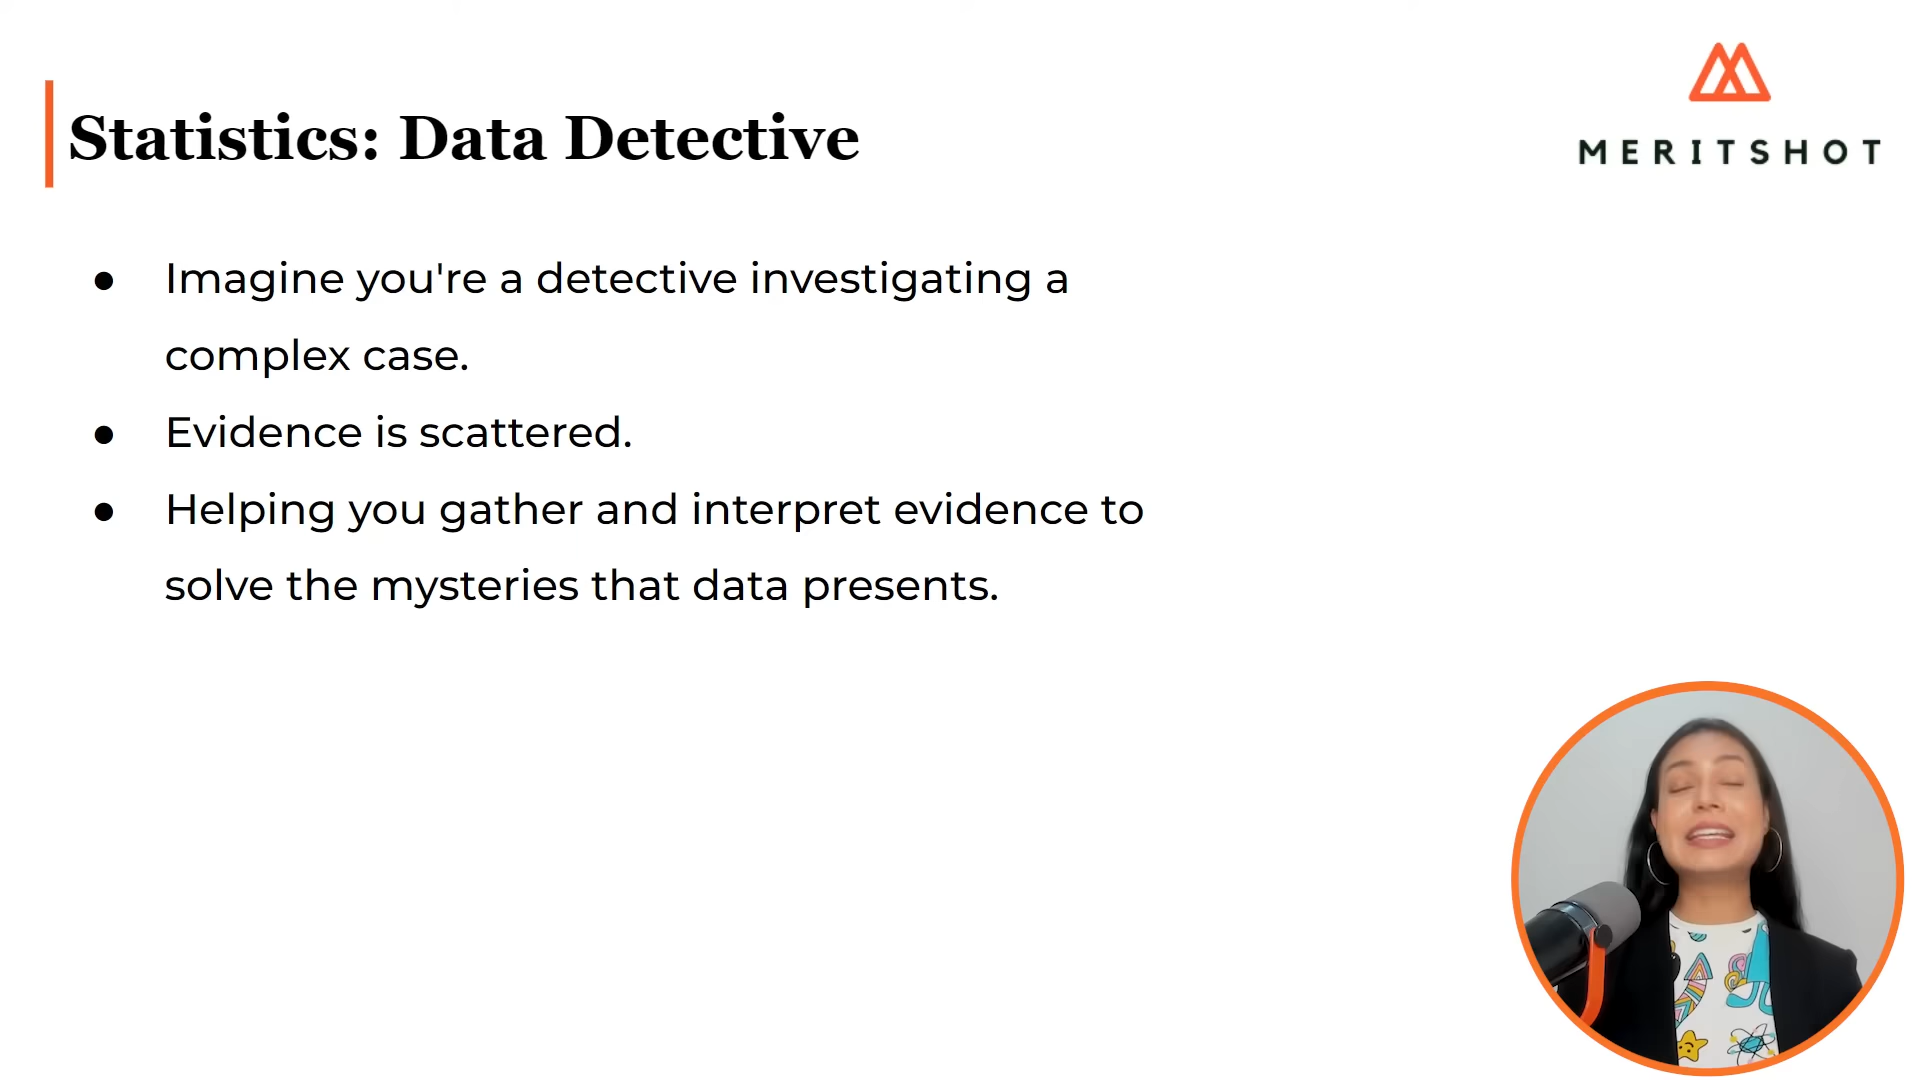 Statistics: Data Detective
MERITSHOT
● Imagine you're a detective investigating a
complex case.
● Evidence is scattered.
● Helping you gather and interpret evidence to
solve the mysteries that data presents.